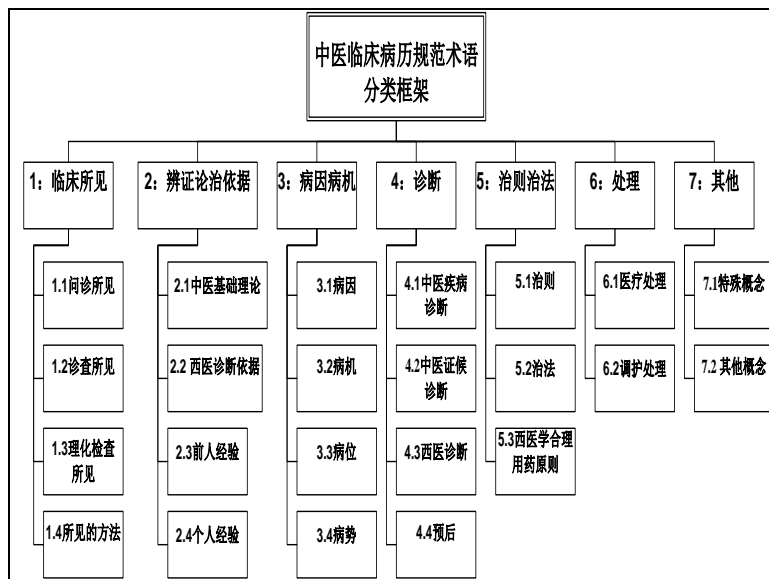 中医临床病历规范术语
分类框架
1：临床所见
2：辨证论治依据
3：病因病机
4：诊断
5：治则治法
6：处理
7：其他
1.1问诊所见
1.2诊查所见
1.3理化检查
所见
1.4所见的方法
2.1中医基础理论
2.2 西医诊断依据
2.3前人经验
2.4个人经验
3.1病因
3.2病机
3.3病位
3.4病势
4.1中医疾病
诊断
4.2中医证候
诊断
4.3西医诊断
4.4预后
5.1治则
5.2治法
5.3西医学合理
用药原则
6.1医疗处理
6.2调护处理
7.1特殊概念
7.2 其他概念